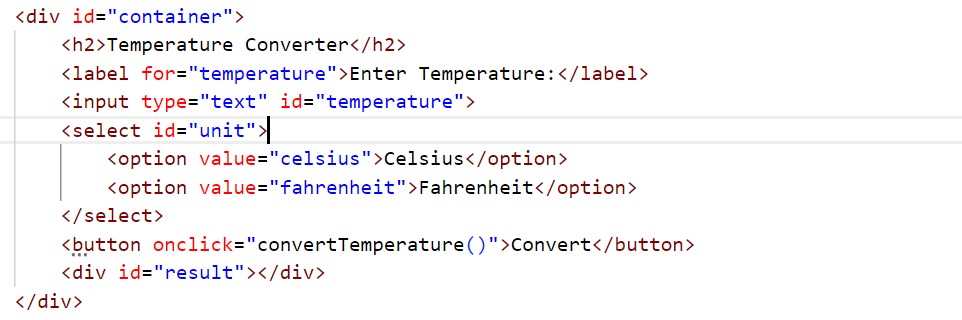 <div id="container">
    <h2>Temperature Converter</h2>
    <label for="temperature">Enter Temperature:</label>
    <input type="text" id="temperature">
    <select id="unit">
        <option value="celsius">Celsius</option>
        <option value="fahrenheit">Fahrenheit</option>
    </select>
    <button onclick="convertTemperature()">Convert</button>
    <div id="result"></div>
</div>